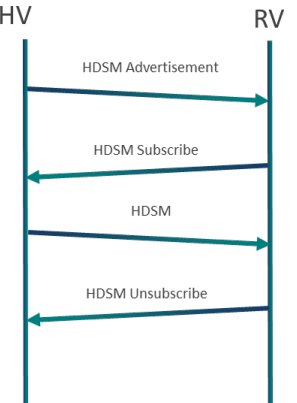 HV
RV
HDSM Advertisement
HDSM Subscribe
HDSM
HDSM Unsubscribe